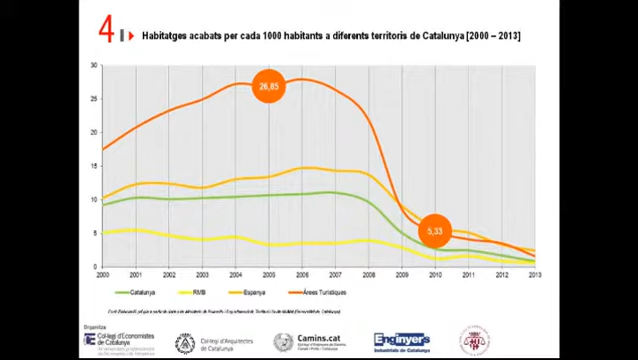 4
Habitatges acabats per cada 1000 habitants a diferents territoris de Catalunya [2000 – 2013]
30
25
20
15
10
5
0
26,85
5,33
2000 2001 2002 2003 2004 2005 2006 2007 2008 2009 2010 2011 2012 2013
Catalunya RMB Espanya Àrees Turístiques
Organitza
Col·legi d'Economistes
de Catalunya
Col·legi d'Arquitectes
de Catalunya
Camins.cat
Enginyers
Industrials de Catalunya